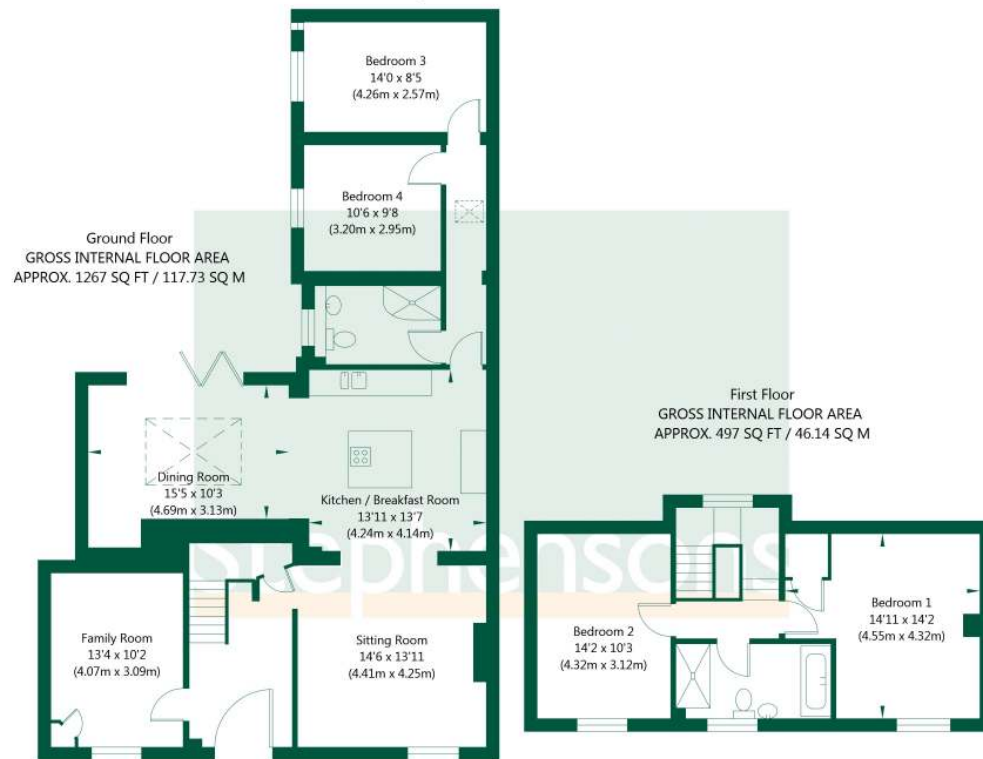 Bedroom 3
14'0 x 8'5
(4.26m x 2.57m)
Bedroom 4
10'6 x 9'8
(3.20m x 2.95m)
Ground Floor
GROSS INTERNAL FLOOR AREA
APPROX. 1267 SQ FT / 117.73 SQ M
First Floor
GROSS INTERNAL FLOOR AREA
APPROX. 497 SQ FT / 46.14 SQ M
Dining Room
15'5 x 10'3
(4.69m x 3.13m)
Kitchen / Breakfast Room
13'11 x 13'7
(4.24m x 4.14m)
Stephensons
Family Room
13'4 x 10'2
(4.07m x 3.09m)
Sitting Room
14'6 x 13'11
(4.41m x 4.25m)
Bedroom 2
14'2 x 10'3
(4.32m x 3.12m)
Bedroom 1
14'11 x 14'2
(4.55m x 4.32m)